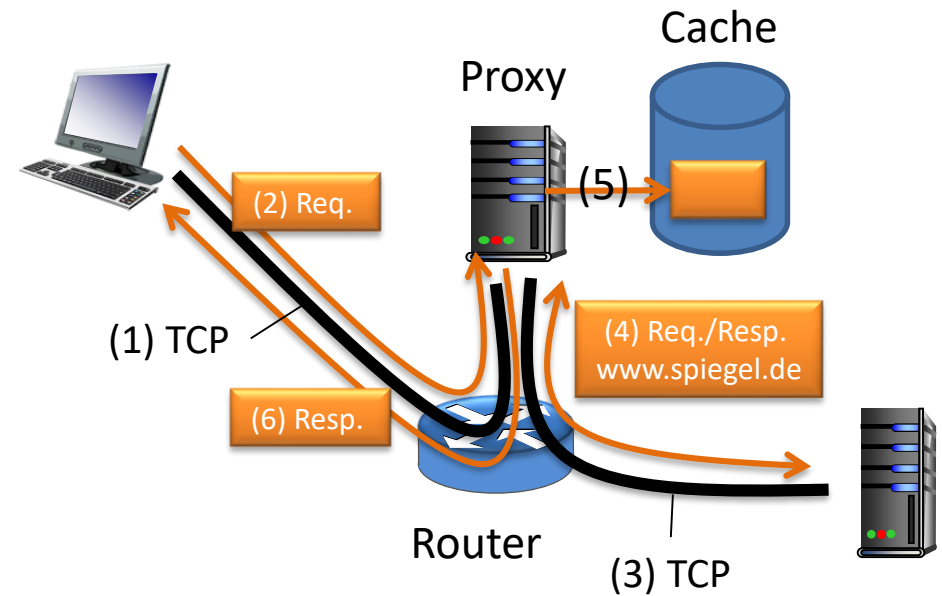 Cache
Proxy
(5)
(2) Req.
(1) TCP
(4) Req./Resp.
www.spiegel.de
(6) Resp.
Router
(3) TCP